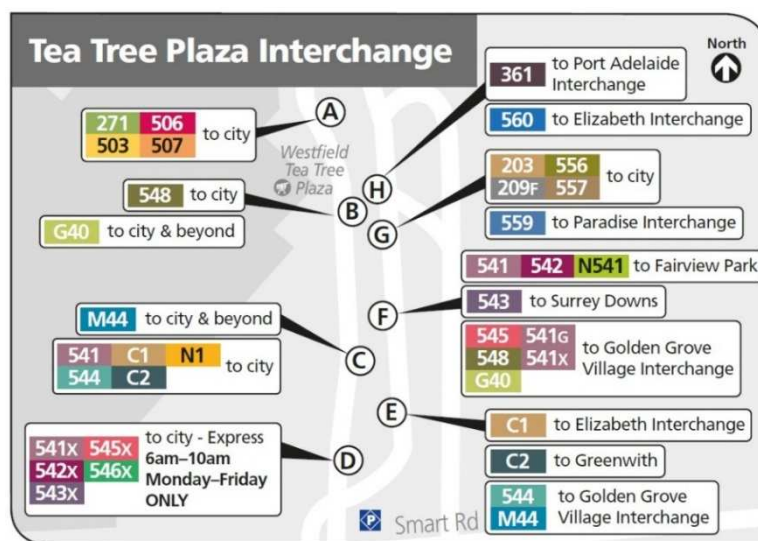 Tea Tree Plaza Interchange
North
361 to Port Adelaide
Interchange
560 to Elizabeth Interchange
A
271 506
503 507
to city
Westfield
Tea Tree
Plaza
H
203 556
209F 557
to city
559 to Paradise Interchange
548 to city
B
G40 to city & beyond
G
541 542 N541 to Fairview Park
543 to Surrey Downs
F
545 541G
548 541X
G40
to Golden Grove
Village Interchange
M44 to city & beyond
541 C1 N1
544 C2
to city
C
E
C1 to Elizabeth Interchange
C2 to Greenwith
544
M44
to Golden Grove
Village Interchange
541X 545X
542X 546X
543X
to city - Express
6am–10am
Monday–Friday
ONLY
D
P Smart Rd